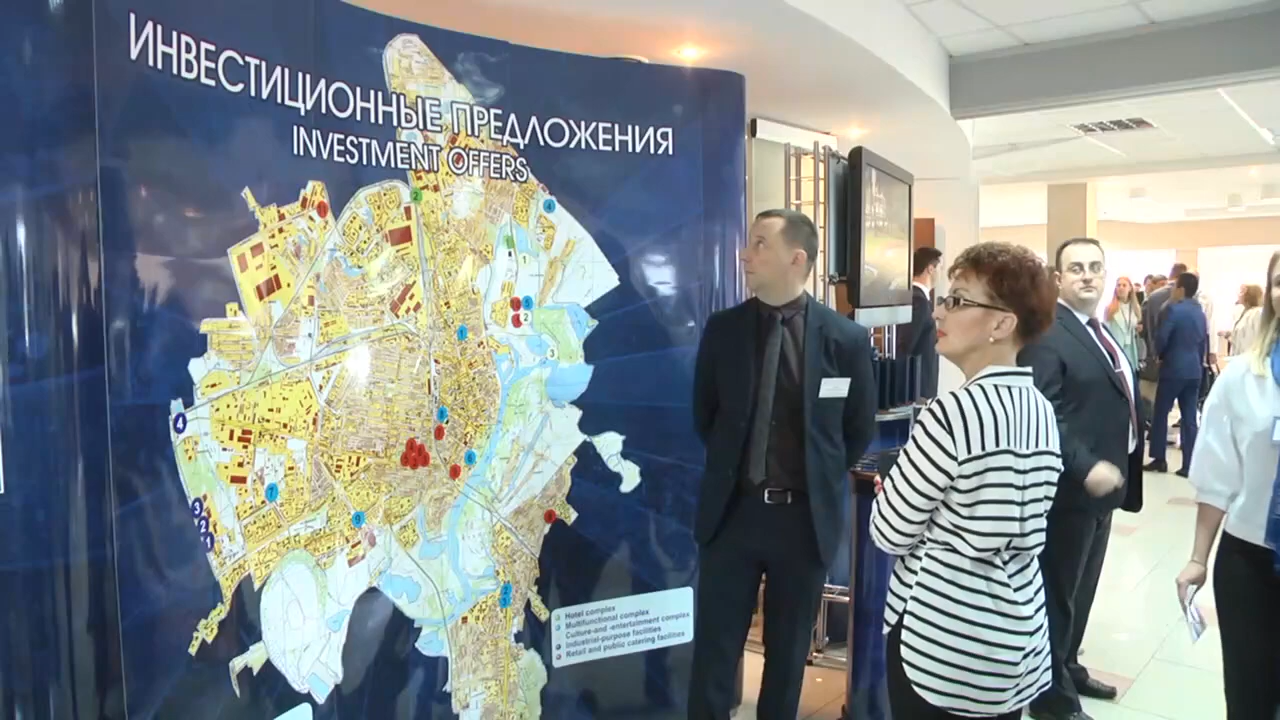 ИНВЕСТИЦИОННЫЕ ПРЕДЛОЖЕНИЯ
INVESTMENT OFFERS
Hotel complex
Multifunctional complex
Culture-and -entertainment complex
Industrial-purpose facilities
Retail and public catering facilities